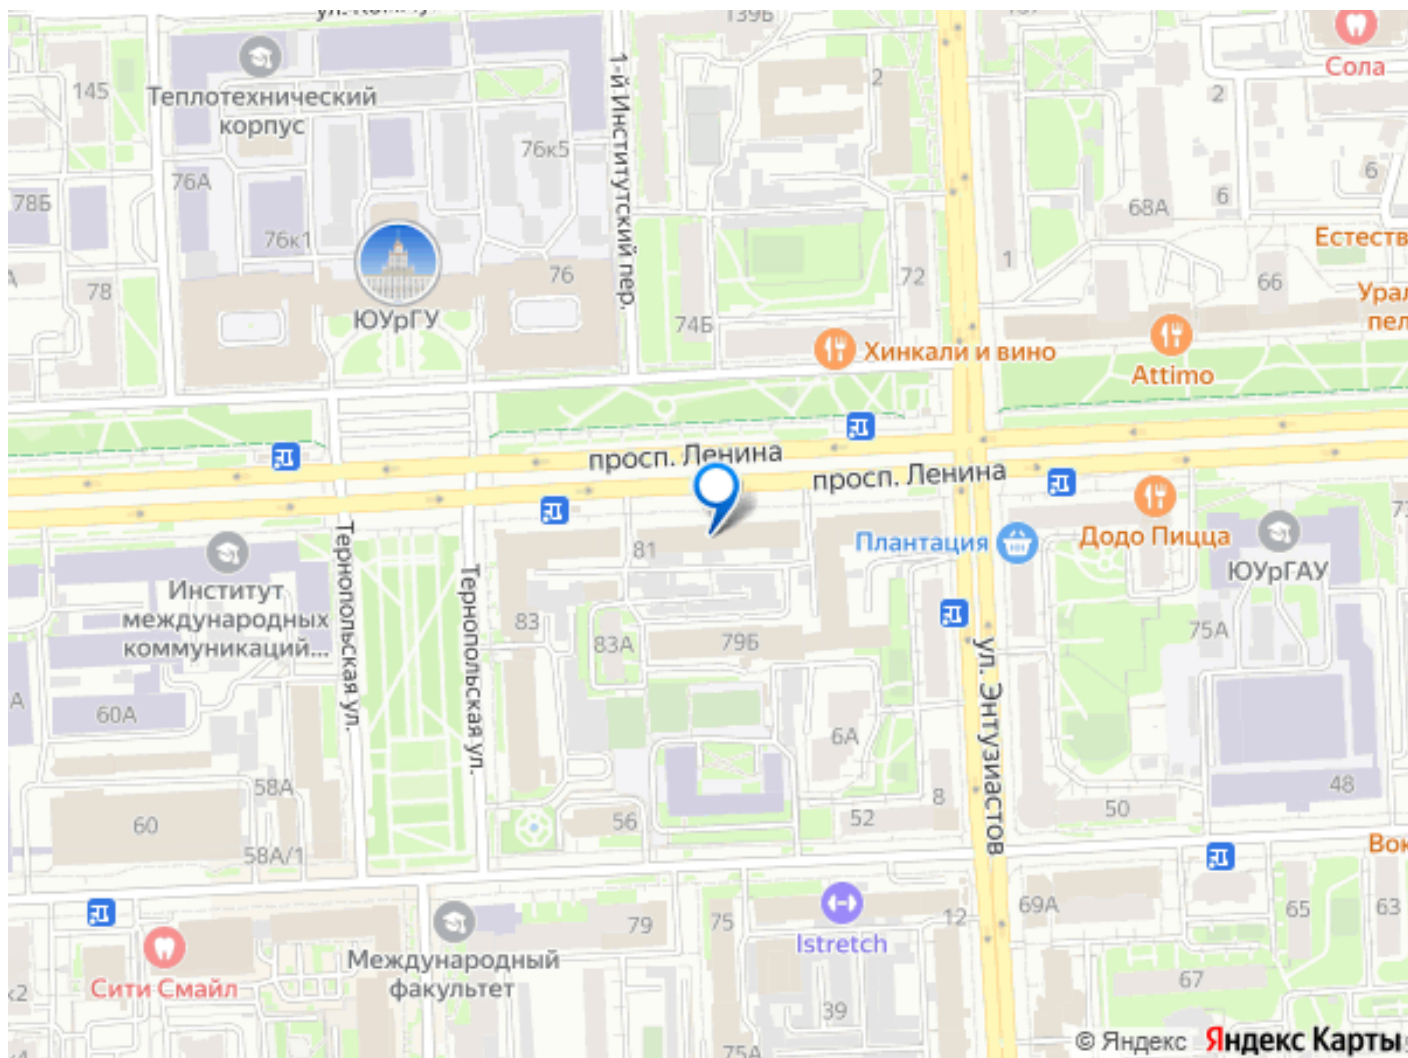 139Б
Сола
145
Теплотехнический
корпус
2
2
76к5
1-й Институтский пер.
76А
78Б
6
6
68А
76к1
Естеств
1
76
72
66
78
ЮУрГУ
74Б
Урал
пел
Хинкали и вино
Attimo
просп. Ленина
просп. Ленина
Додо Пицца
Плантация
81
ЮУрГАУ
Институт
международных
коммуникаций...
Тернопольская ул.
Тернопольская ул.
83
83А
79Б
75А
ул. Энтузиастов
60А
6А
58А
48
8
50
60
56
52
58А/1
Вок
79
75
12
69А
65
63
Istretch
Международный
факультет
Сити Смайл
67
39
75А
© Яндекс Яндекс Карты